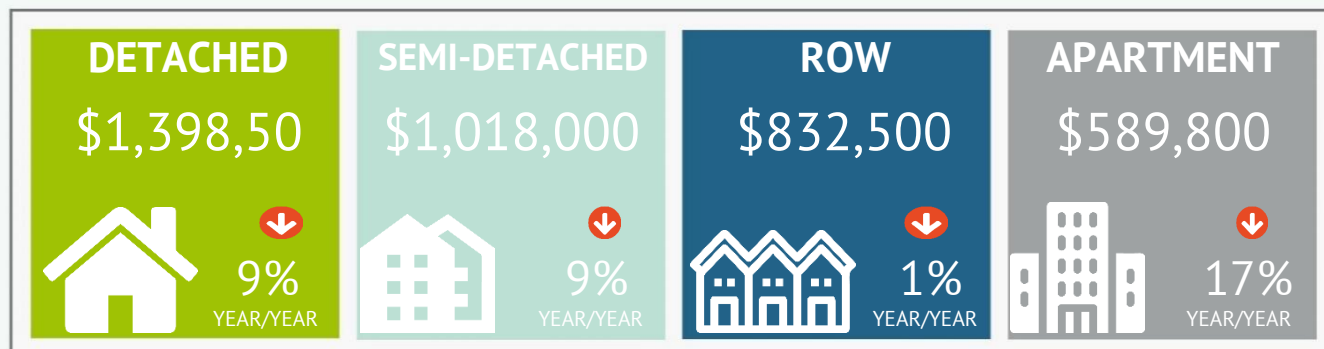 DETACHED
$1,398,50
9%
YEAR/YEAR
SEMI-DETACHED
$1,018,000
9%
YEAR/YEAR
ROW
$832,500
1%
YEAR/YEAR
APARTMENT
$589,800
17%
YEAR/YEAR